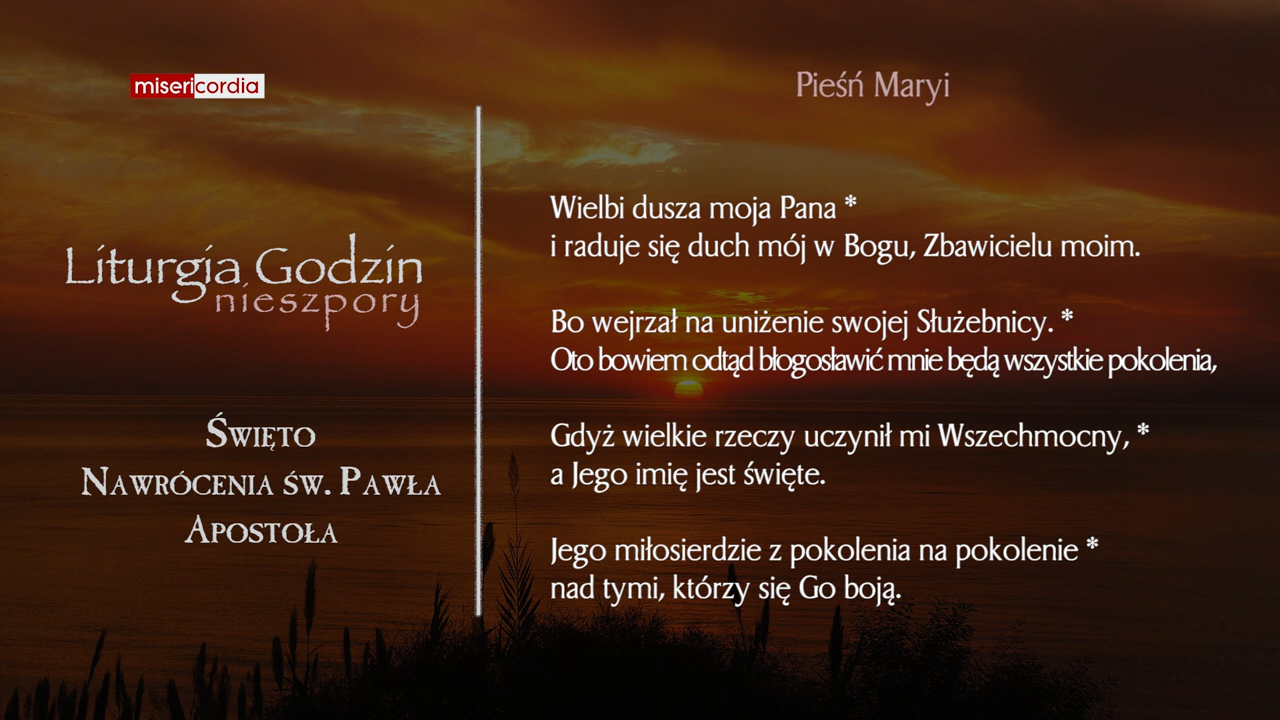 misericordia
Liturgia Godzin
nieszpory
Święto
Nawrócenia św. Pawła
Apostoła
Pieśń Maryi
Wielbi dusza moja Pana *
i raduje się duch mój w Bogu, Zbawicielu moim.
Bo wejrzał na uniżenie swojej Służebnicy. *
Oto bowiem odtąd błogosławić mnie będą wszystkie pokolenia,
Gdyż wielkie rzeczy uczynił mi Wszechmocny, *
a Jego imię jest święte.
Jego miłosierdzie z pokolenia na pokolenie *
nad tymi, którzy się Go boją.